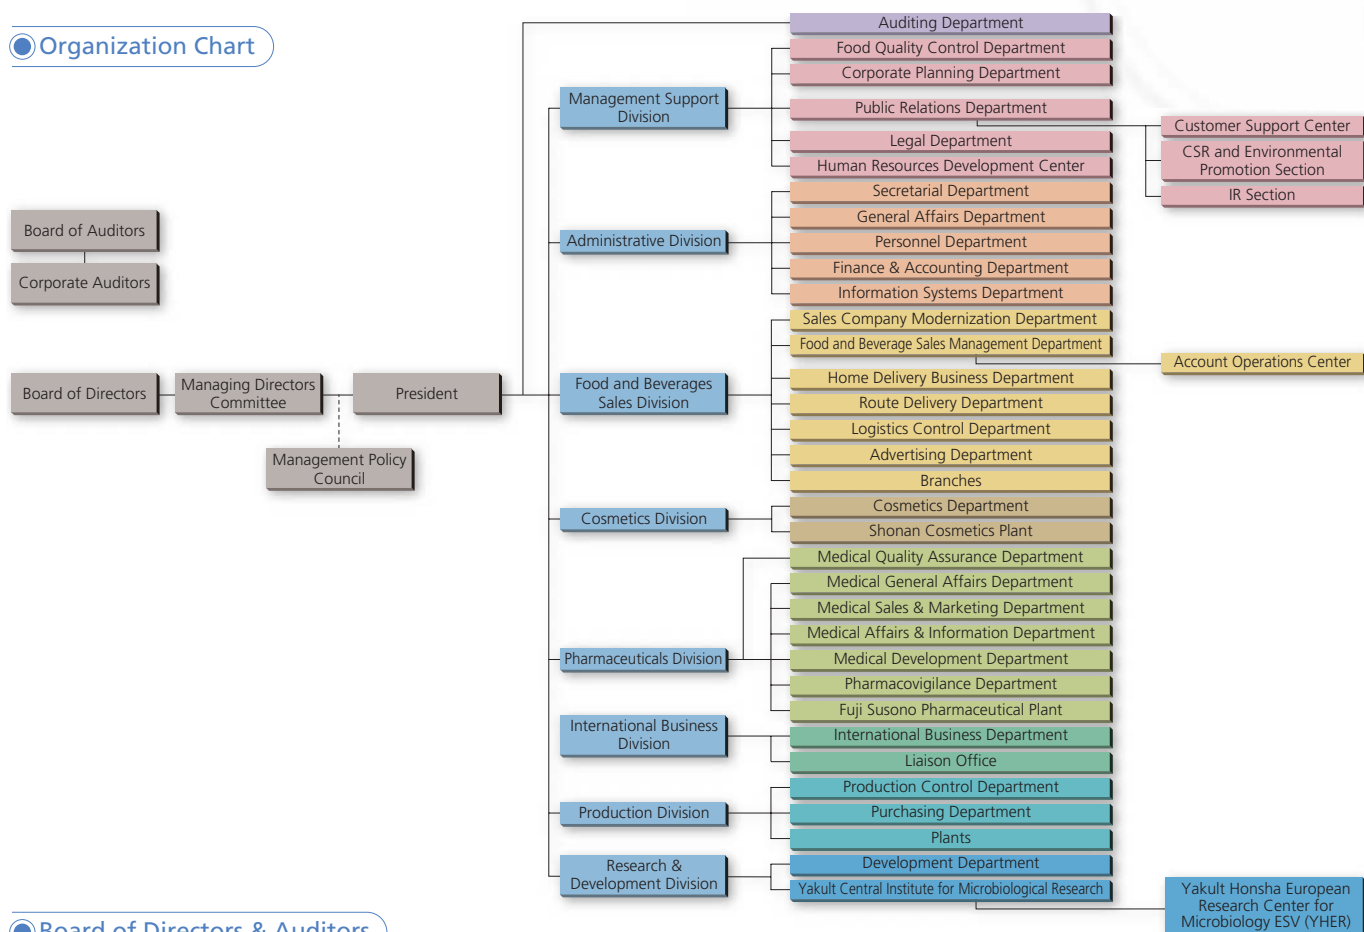 Organization Chart
Auditing Department
Food Quality Control Department
Corporate Planning Department
Management Support
Division
Public Relations Department
Customer Support Center
CSR and Environmental
Promotion Section
IR Section
Legal Department
Human Resources Development Center
Secretarial Department
General Affairs Department
Administrative Division
Personnel Department
Finance & Accounting Department
Information Systems Department
Board of Auditors
Corporate Auditors
Sales Company Modernization Department
Food and Beverage Sales Management Department
Account Operations Center
Board of Directors
Managing Directors
Committee
President
Management Policy
Council
Food and Beverages
Sales Division
Home Delivery Business Department
Route Delivery Department
Logistics Control Department
Advertising Department
Branches
Cosmetics Division
Cosmetics Department
Shonan Cosmetics Plant
Medical Quality Assurance Department
Medical General Affairs Department
Medical Sales & Marketing Department
Medical Affairs & Information Department
Pharmaceuticals Division
Medical Development Department
Pharmacovigilance Department
Fuji Susono Pharmaceutical Plant
International Business
Division
International Business Department
Liaison Office
Production Division
Production Control Department
Purchasing Department
Plants
Research &
Development Division
Development Department
Yakult Central Institute for Microbiological Research
Yakult Honsha European
Research Center for
Microbiology ESV (YHER)
Board of Directors & Auditors